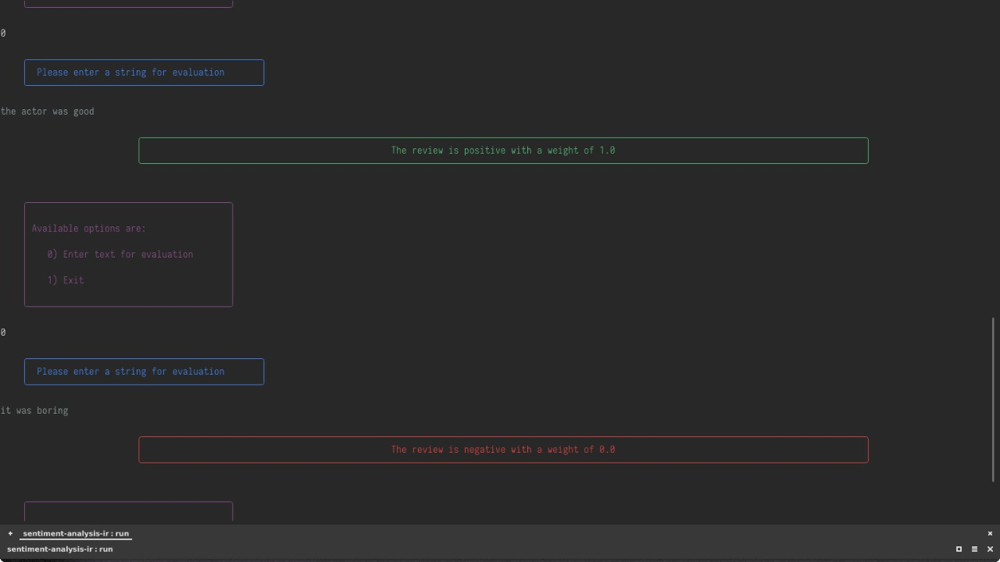 0
Please enter a string for evaluation
the actor was good
The review is positive with a weight of 1.0
Available options are:
0) Enter text for evaluation
1) Exit
0
Please enter a string for evaluation
it was boring
The review is negative with a weight of 0.0
sentiment-analysis-ir : run
sentiment-analysis-ir : run